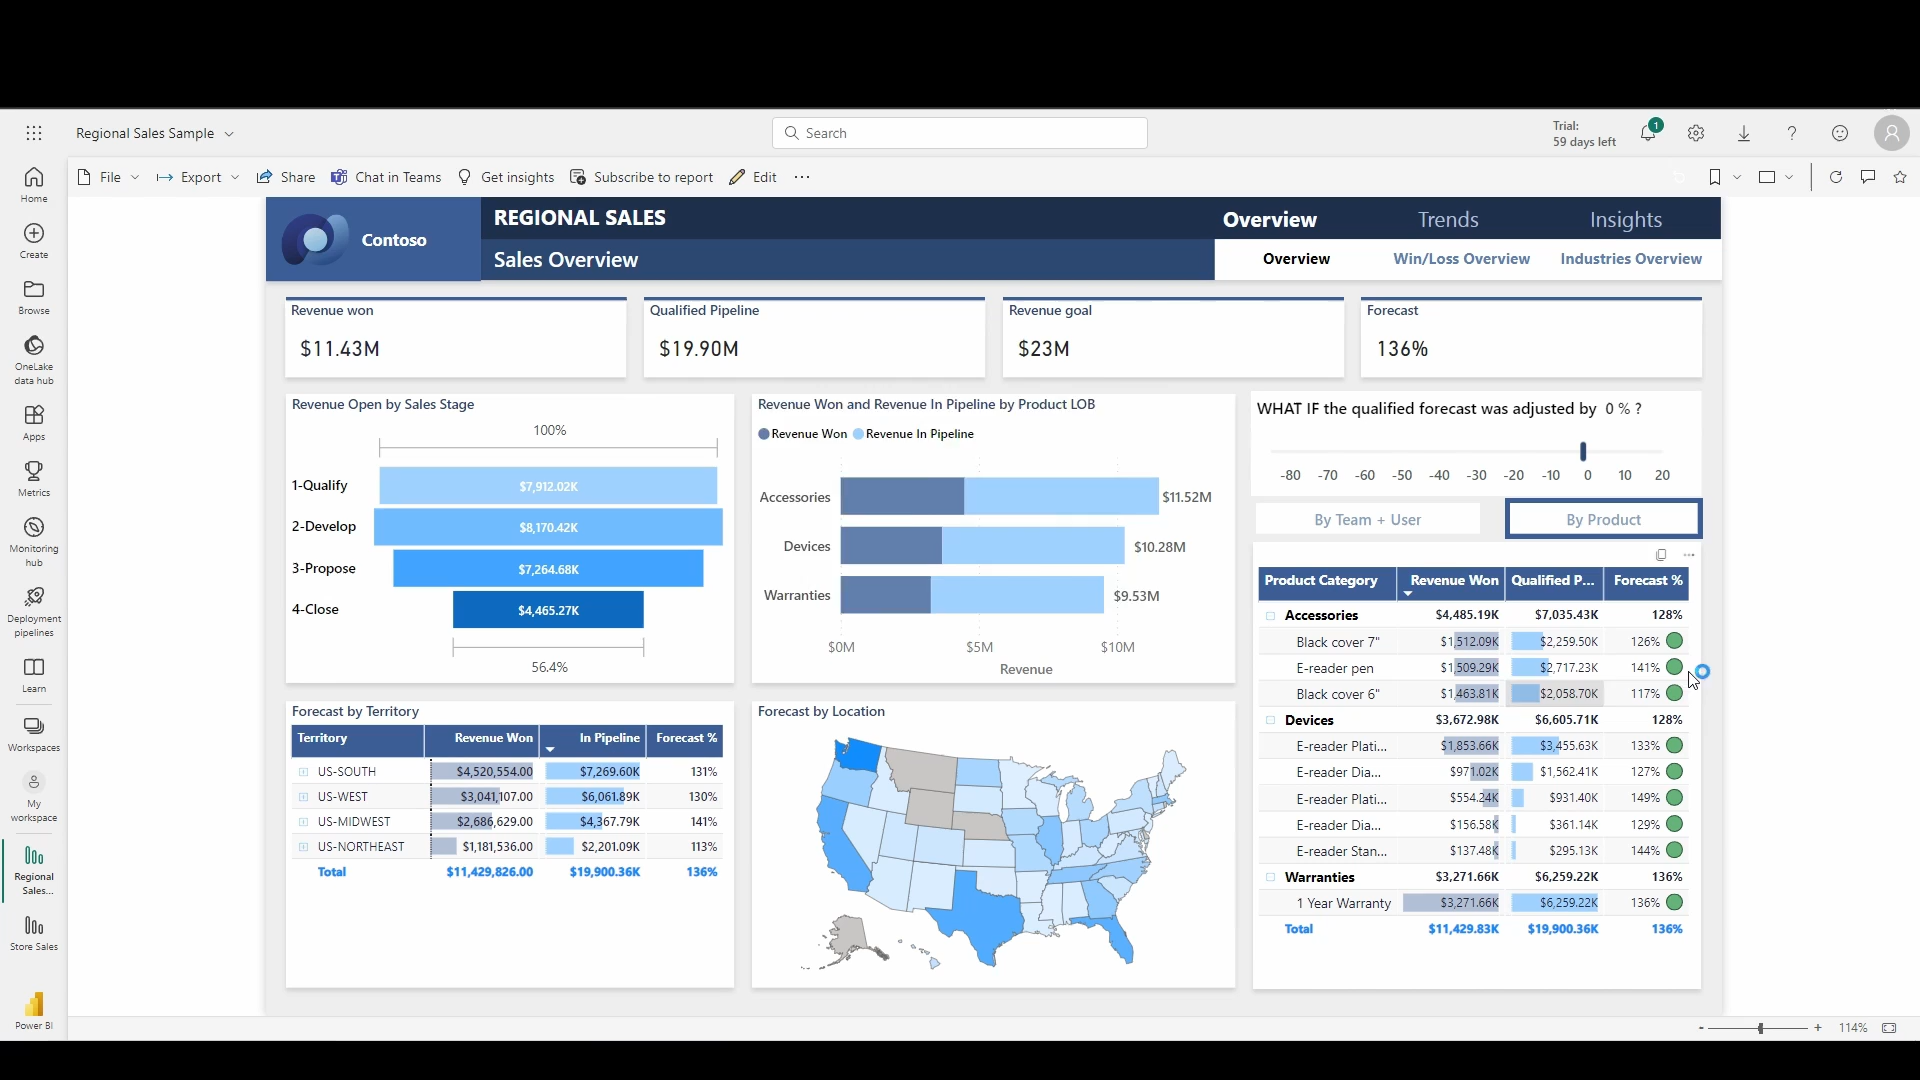 Regional Sales Sample
Search
Trial:
59 days left
1
File
Export
Share
Chat in Teams
Get insights
Subscribe to report
Edit
Home
Create
Browse
OneLake
data hub
Apps
Metrics
Monitoring
hub
Deployment
pipelines
Learn
Workspaces
My
workspace
Regional
Sales...
Store Sales
Power BI
Contoso
REGIONAL SALES
Sales Overview
Overview
Trends
Insights
Overview
Win/Loss Overview
Industries Overview
Revenue won
$11.43M
Qualified Pipeline
$19.90M
Revenue goal
$23M
Forecast
136%
Revenue Open by Sales Stage
100%
1-Qualify $7,912.02K
2-Develop $8,170.42K
3-Propose $7,264.68K
4-Close $4,465.27K
56.4%
Revenue Won and Revenue In Pipeline by Product LOB
Revenue Won Revenue In Pipeline
Accessories $11.52M
Devices $10.28M
Warranties $9.53M
$0M $5M $10M
Revenue
WHAT IF the qualified forecast was adjusted by 0 % ?
-80 -70 -60 -50 -40 -30 -20 -10 0 10 20
By Team + User
By Product
Product Category Revenue Won Qualified P... Forecast %
Accessories $4,485.19K $7,035.43K 128%
Black cover 7" $1,512.09K $2,259.50K 126%
E-reader pen $1,509.29K $2,717.23K 141%
Black cover 6" $1,463.81K $2,058.70K 117%
Devices $3,672.98K $6,605.71K 128%
E-reader Plati... $1,853.66K $3,455.63K 133%
E-reader Dia... $971.02K $1,562.41K 127%
E-reader Plati... $554.24K $931.40K 149%
E-reader Dia... $156.58K $361.14K 129%
E-reader Stan... $137.48K $295.13K 144%
Warranties $3,271.66K $6,259.22K 136%
1 Year Warranty $3,271.66K $6,259.22K 136%
Total $11,429.83K $19,900.36K 136%
Forecast by Territory
Territory Revenue Won In Pipeline Forecast %
US-SOUTH $4,520,554.00 $7,269.60K 131%
US-WEST $3,041,107.00 $6,061.89K 130%
US-MIDWEST $2,686,629.00 $4,367.79K 141%
US-NORTHEAST $1,181,536.00 $2,201.09K 113%
Total $11,429,826.00 $19,900.36K 136%
Forecast by Location
- + 114%